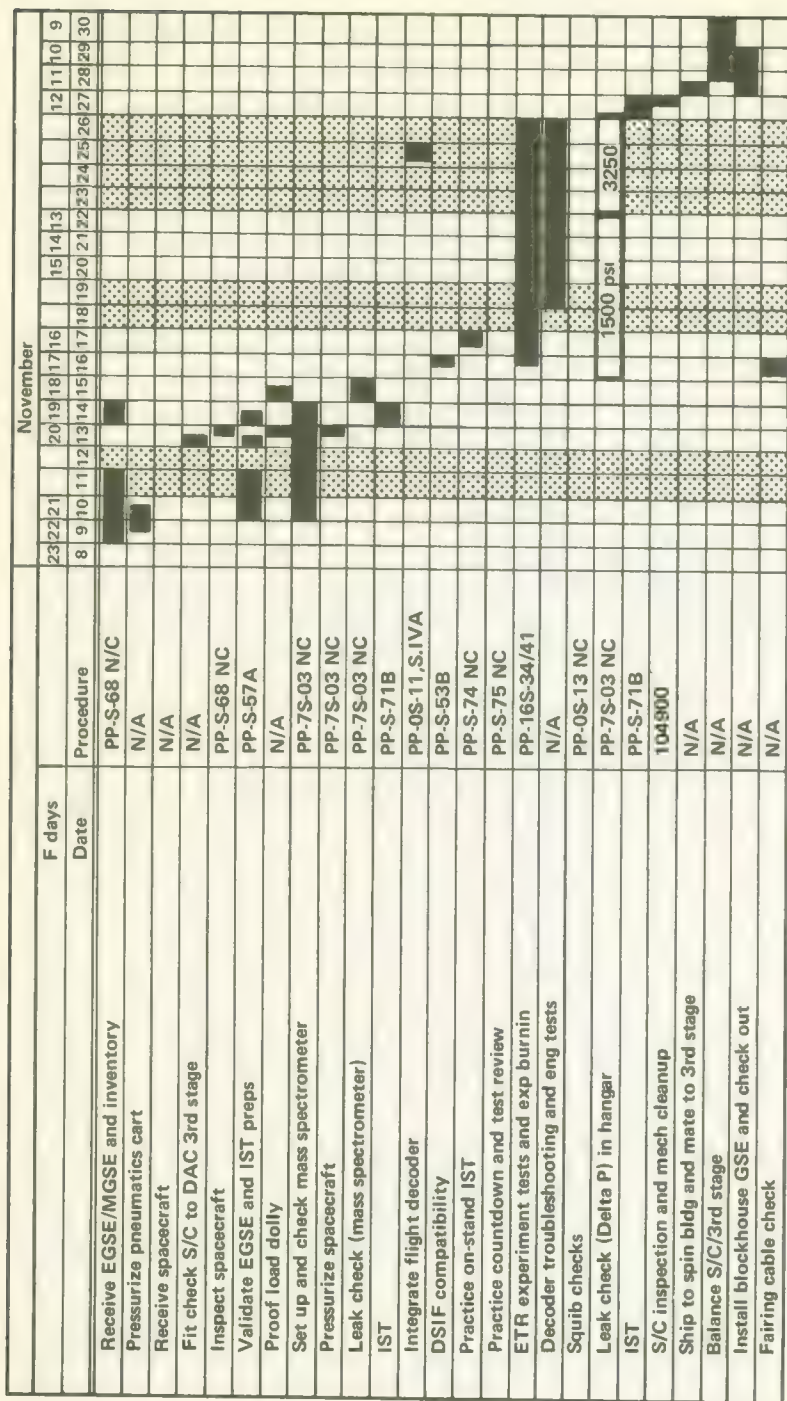 November
F days 23 22 21 20 19 18 17 16 15 14 13 12 11 10 9
Date Procedure 8 9 10 11 12 13 14 15 16 17 18 19 20 21 22 23 24 25 26 27 28 29 30
Receive EGSE/MGSE and inventory PP-S-68 N/C
Pressurize pneumatics cart N/A
Receive spacecraft N/A
Fit check S/C to DAC 3rd stage N/A
Inspect spacecraft PP-S-68 NC
Validate EGSE and IST preps PP-S-57A
Proof load dolly N/A
Set up and check mass spectrometer PP-7S-03 NC
Pressurize spacecraft PP-7S-03 NC
Leak check (mass spectrometer) PP-7S-03 NC
IST PP-S-71B
Integrate flight decoder PP-0S-11,S.IVA
DSIF compatibility PP-S-53B
Practice on-stand IST PP-S-74 NC
Practice countdown and test review PP-S-75 NC
ETR experiment tests and exp burnin PP-16S-34/41
Decoder troubleshooting and eng tests N/A
Squib checks PP-0S-13 NC
Leak check (Delta P) in hangar PP-7S-03 NC 1500 psi 3250
IST PP-S-71B
S/C inspection and mech cleanup 104900
Ship to spin bldg and mate to 3rd stage N/A
Balance S/C/3rd stage N/A
Install blockhouse GSE and check out N/A
Fairing cable check N/A